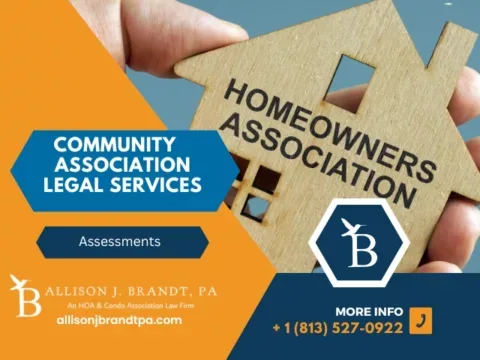 HOMEOWNERS
ASSOCIATION
COMMUNITY
ASSOCIATION
LEGAL SERVICES
Assessments
B
B ALLISON J. BRANDT, PA
An HOA & Condo Association Law Firm
allisonjbrandtpa.com
MORE INFO
+ 1 (813) 527-0922